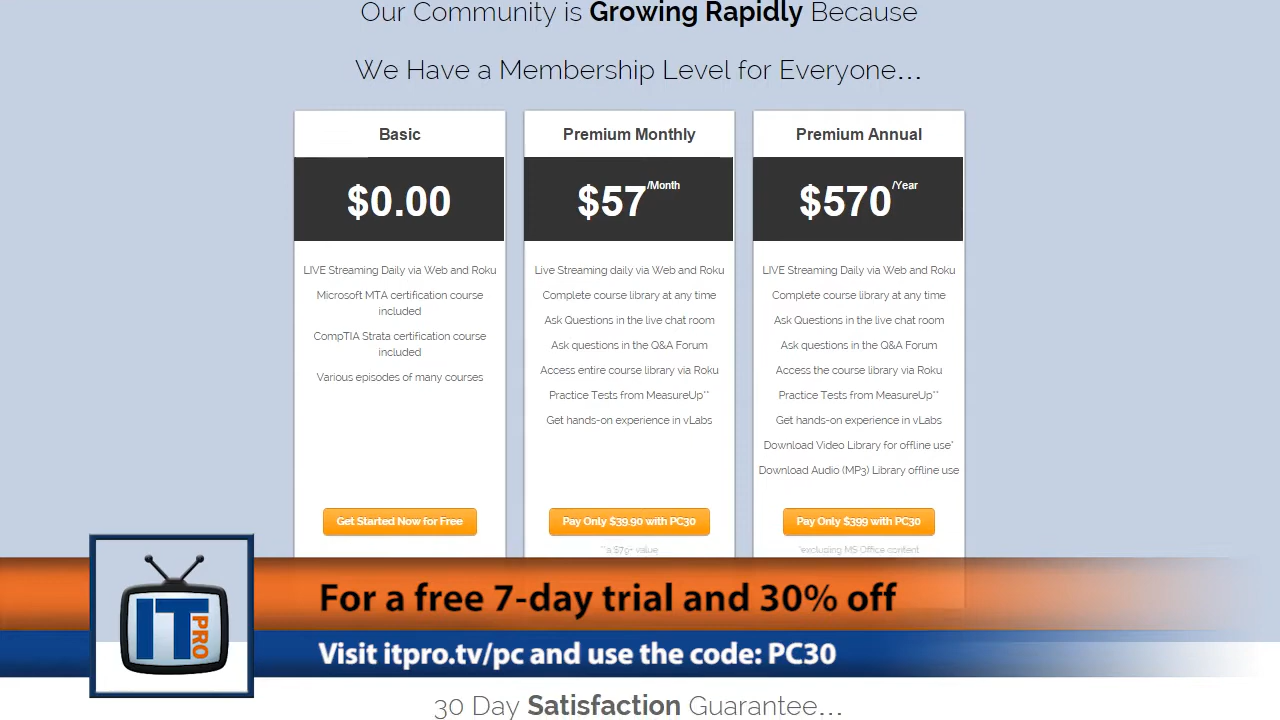 Our Community is Growing Rapidly Because
We Have a Membership Level for Everyone...
Basic
$0.00
LIVE Streaming Daily via Web and Roku
Microsoft MTA certification course
included
CompTIA Strata certification course
included
Various episodes of many courses
Get Started Now for Free
Premium Monthly
$57/Month
Live Streaming daily via Web and Roku
Complete course library at any time
Ask Questions in the live chat room
Ask questions in the Q&A Forum
Access entire course library via Roku
Practice Tests from MeasureUp**
Get hands-on experience in vLabs
Pay Only $39.90 with PC30
**a $79+ value
Premium Annual
$570/Year
LIVE Streaming Daily via Web and Roku
Complete course library at any time
Ask Questions in the live chat room
Ask questions in the Q&A Forum
Access the course library via Roku
Practice Tests from MeasureUp**
Get hands-on experience in vLabs
Download Video Library for offline use*
Download Audio (MP3) Library offline use
Pay Only $399 with PC30
*excluding MS Office content
IT PRO
For a free 7-day trial and 30% off
Visit itpro.tv/pc and use the code: PC30
30 Day Satisfaction Guarantee...